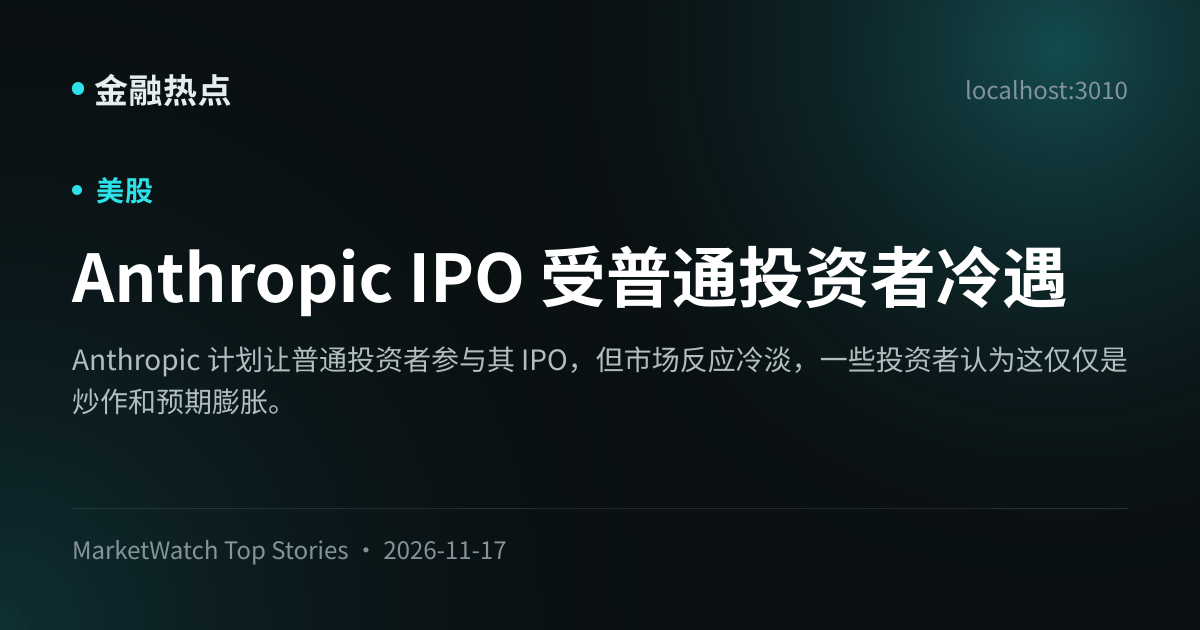 金融热点
localhost:3010
美股
Anthropic IPO 受普通投资者冷遇
Anthropic 计划让普通投资者参与其 IPO，但市场反应冷淡，一些投资者认为这仅仅是
炒作和预期膨胀。
MarketWatch Top Stories · 2026-11-17